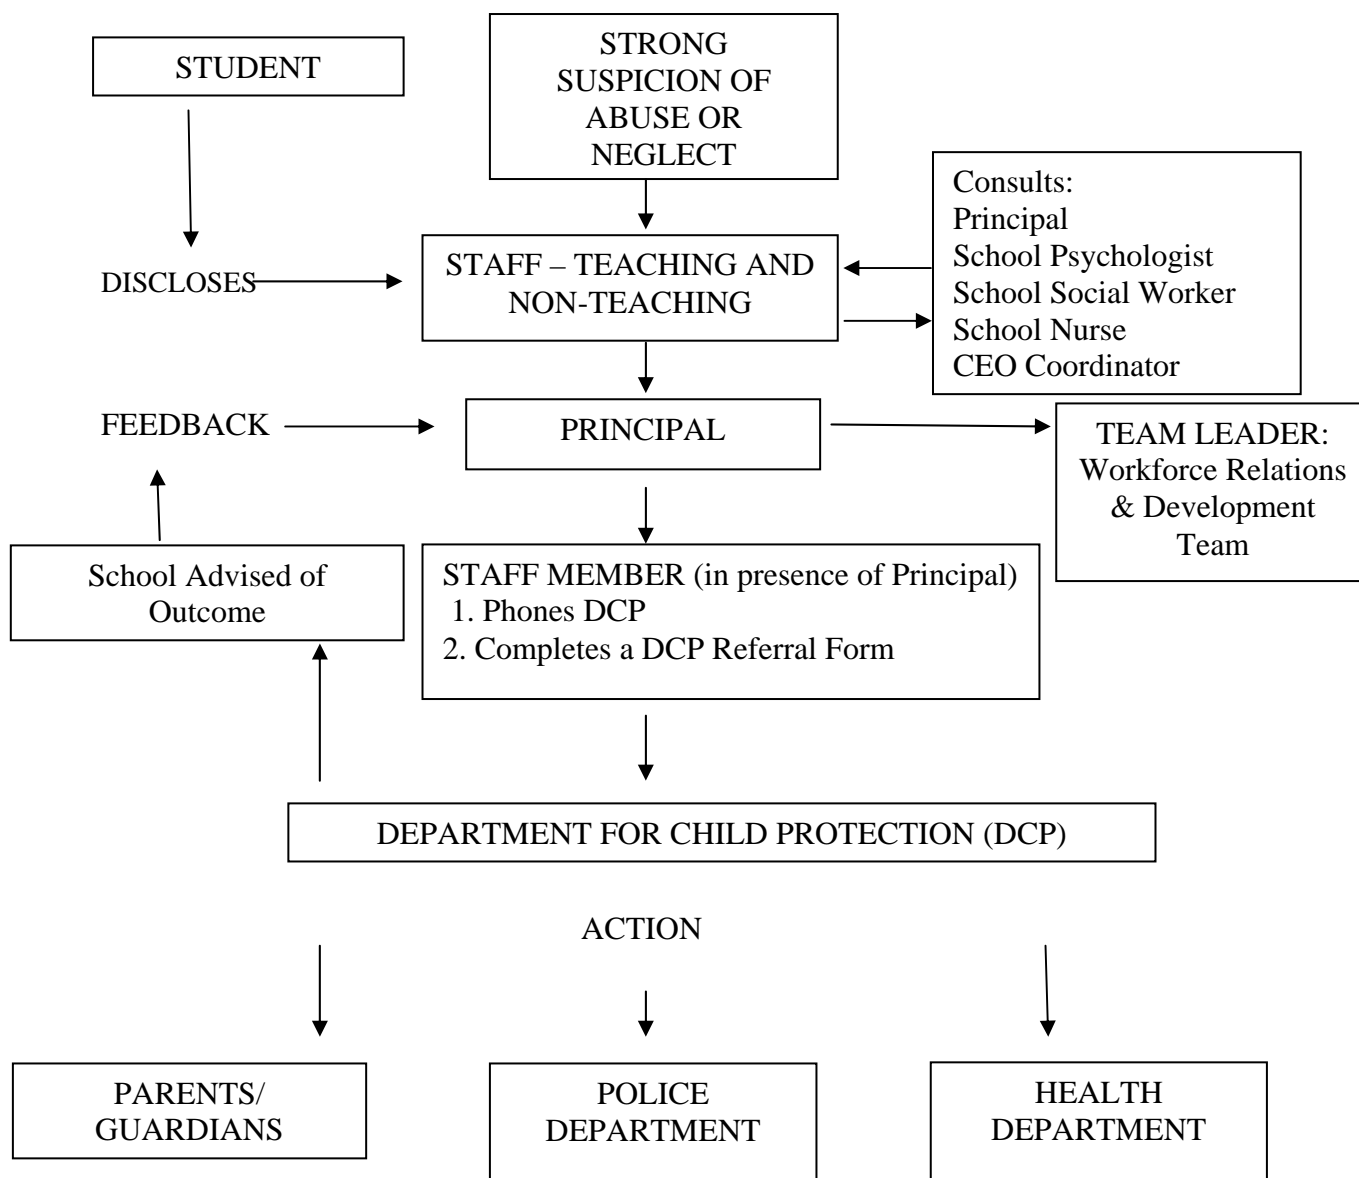 STUDENT
STRONG
SUSPICION OF
ABUSE OR
NEGLECT
Consults:
Principal
School Psychologist
School Social Worker
School Nurse
CEO Coordinator
DISCLOSES
STAFF – TEACHING AND
NON-TEACHING
FEEDBACK
PRINCIPAL
TEAM LEADER:
Workforce Relations
& Development
Team
School Advised of
Outcome
STAFF MEMBER (in presence of Principal)
1. Phones DCP
2. Completes a DCP Referral Form
DEPARTMENT FOR CHILD PROTECTION (DCP)
ACTION
PARENTS/
GUARDIANS
POLICE
DEPARTMENT
HEALTH
DEPARTMENT